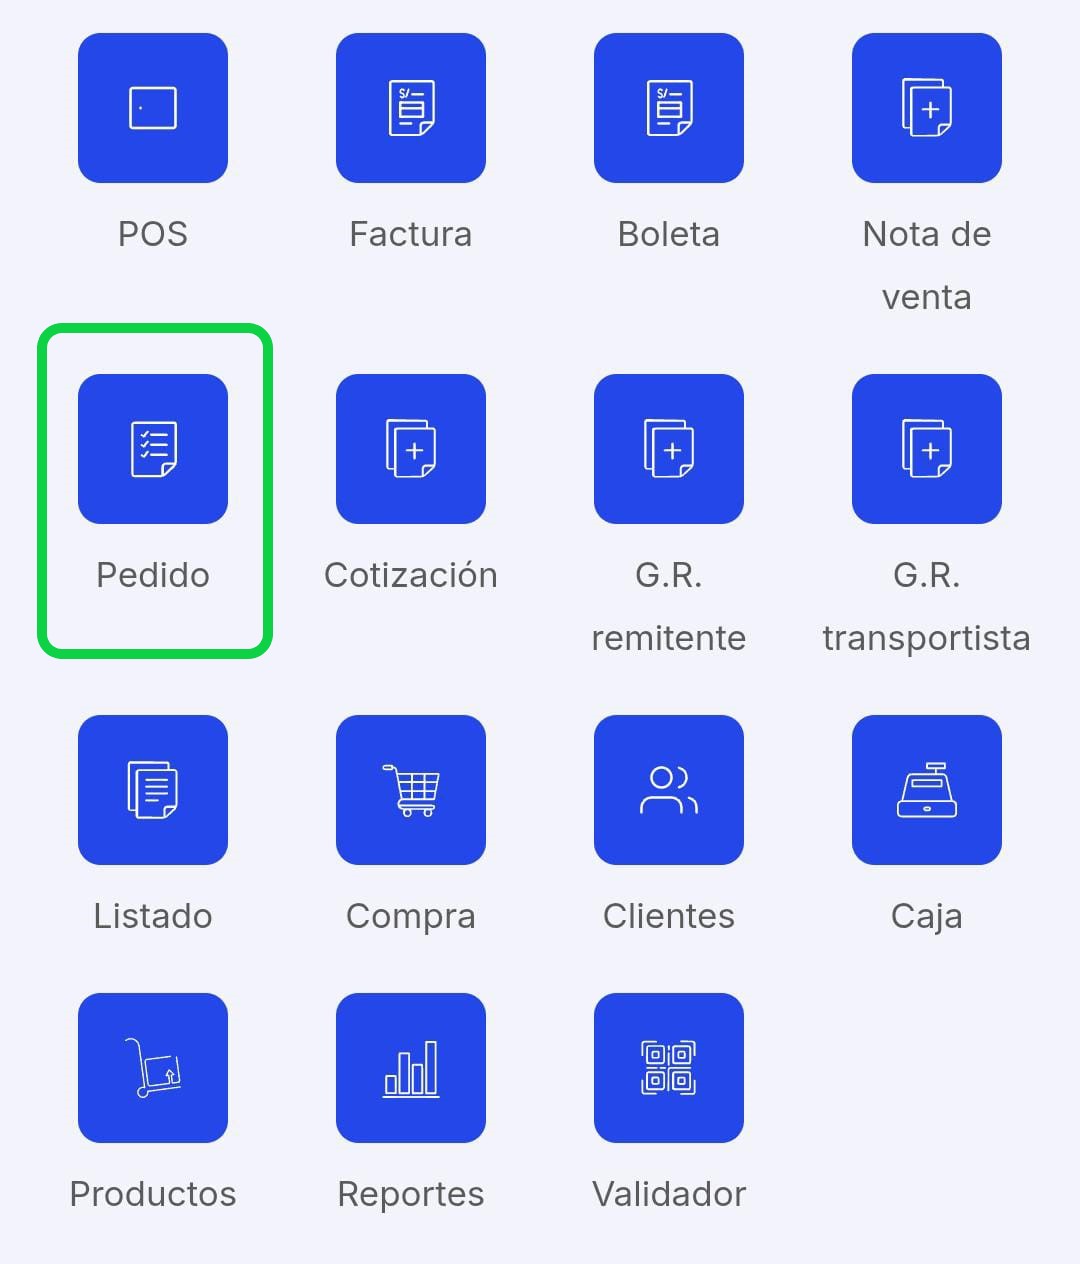 S/
S/
POS
Factura
Boleta
Nota de
venta
Pedido
Cotización
G.R.
remitente
G.R.
transportista
Listado
Compra
Clientes
Caja
Productos
Reportes
Validador